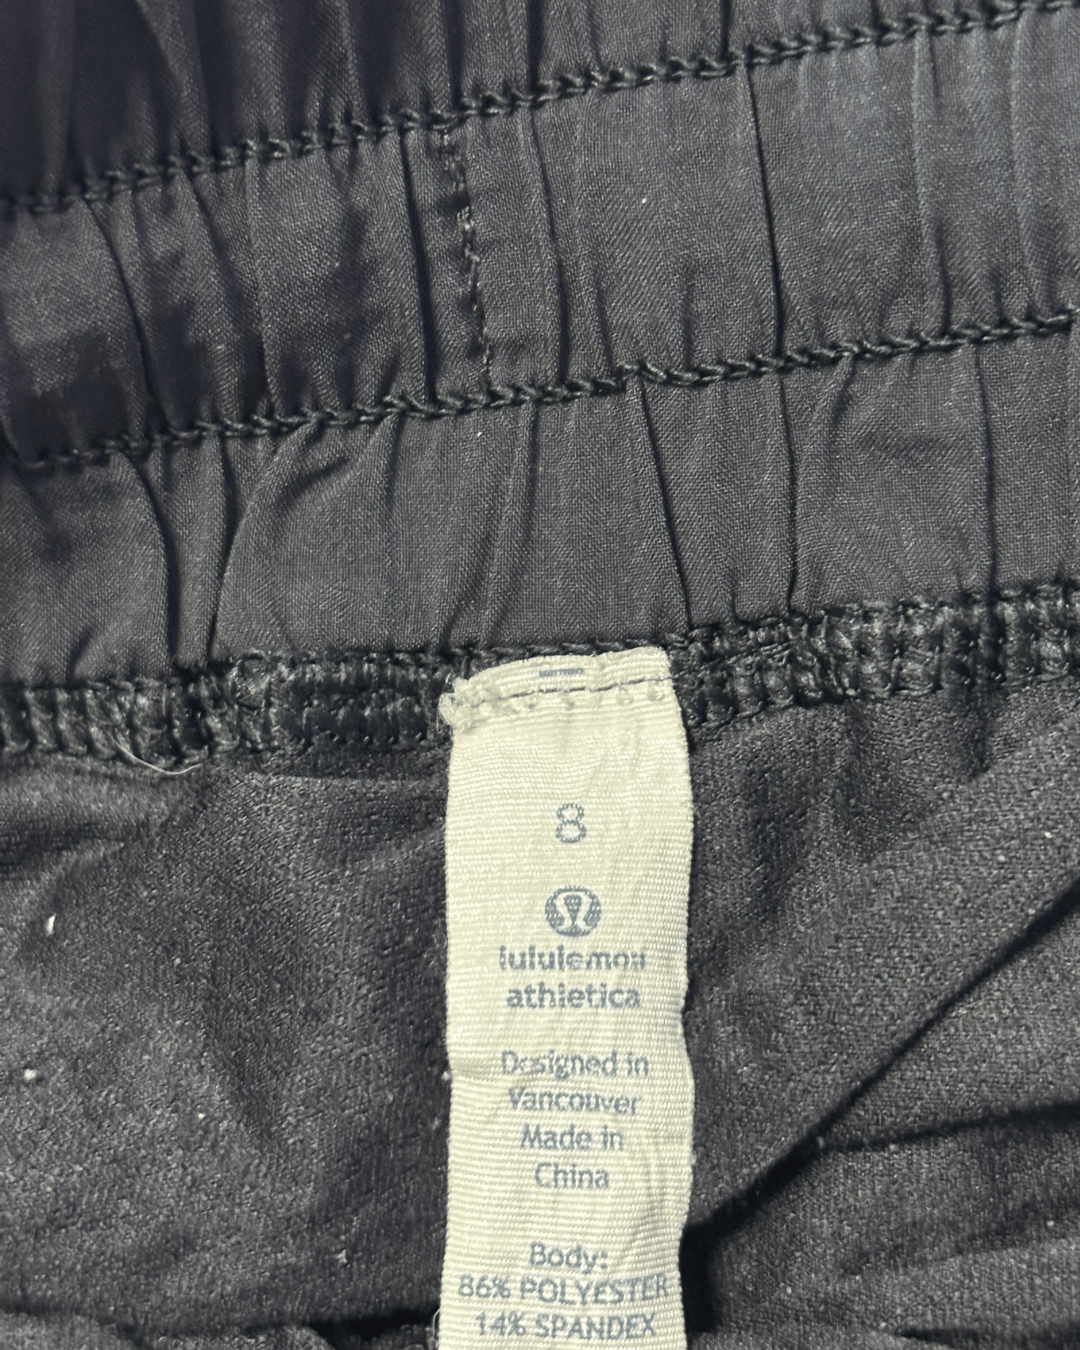 8
lululemon
athletica
Designed in
Vancouver
Made in
China
Body:
86% POLYESTER
14% SPANDEX